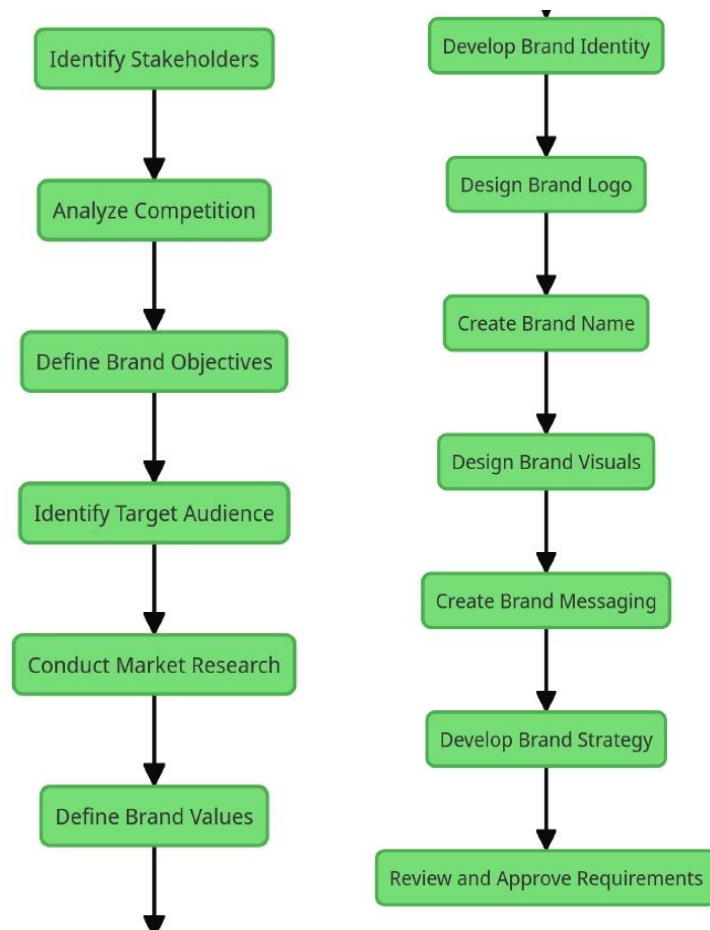 Identify Stakeholders
Analyze Competition
Define Brand Objectives
Identify Target Audience
Conduct Market Research
Define Brand Values
Develop Brand Identity
Design Brand Logo
Create Brand Name
Design Brand Visuals
Create Brand Messaging
Develop Brand Strategy
Review and Approve Requirements